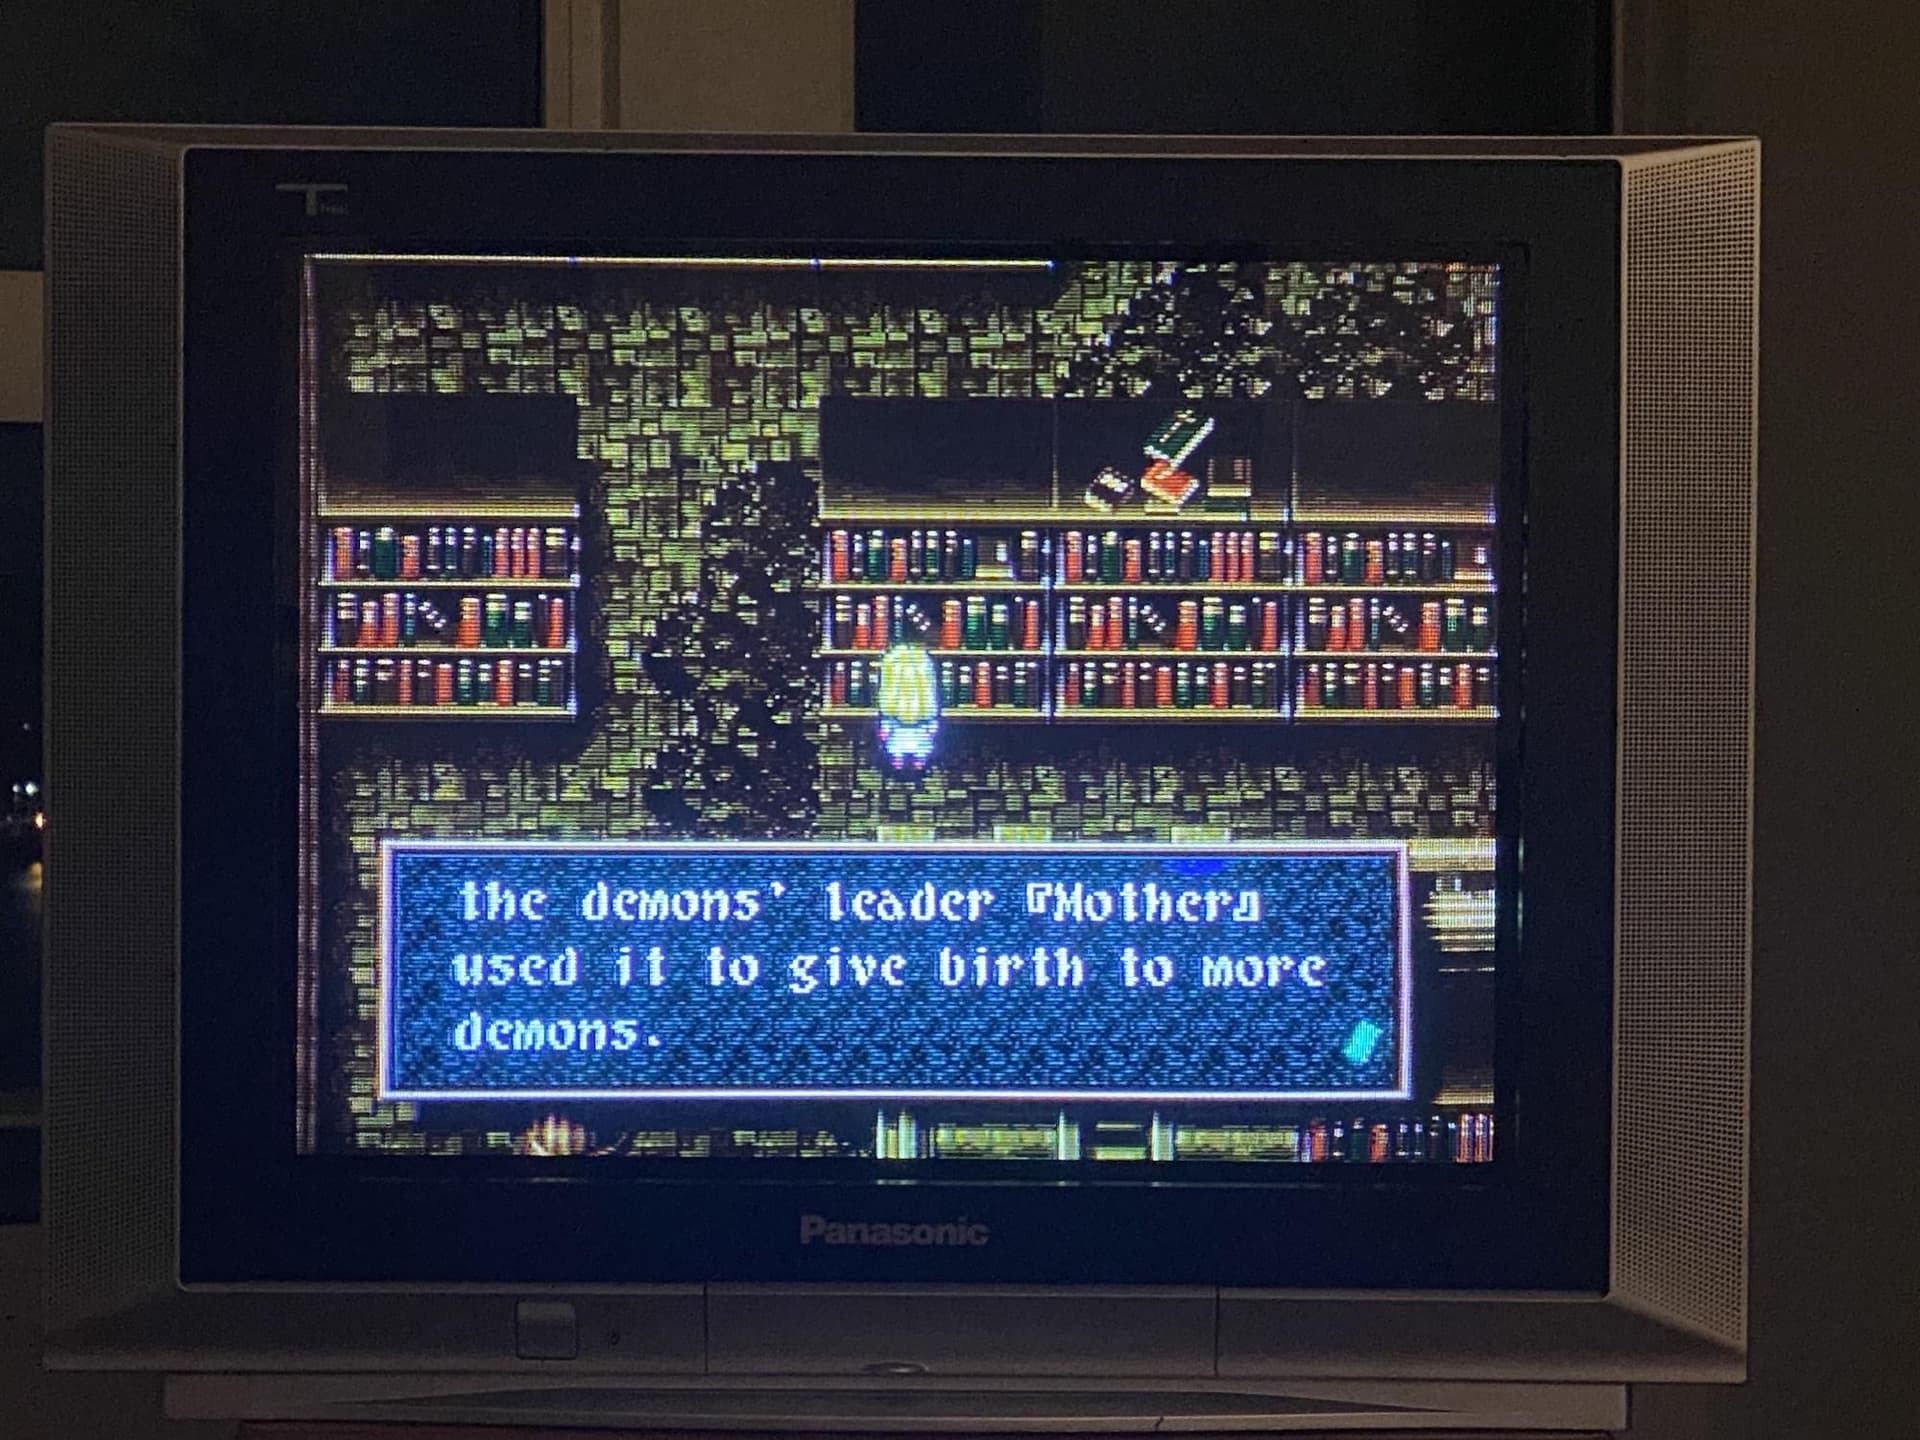 T
the demons' leader 『Mother』
used it to give birth to more
demons.
Panasonic